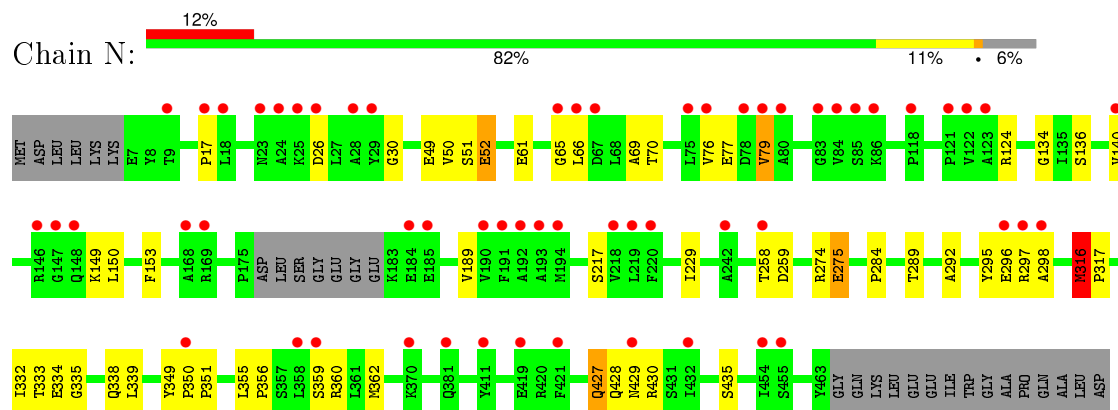 12%
Chain N:
82% 11% • 6%
MET ASP LEU LEU LYS LYS E7 Y8 T9 P17 L18 N23 A24 K25 D26 L27 A28 Y29 G30 E49 V50 S51 E52 E61 G65 L66 D67 L68 A69 T70 L75 V76 E77 D78 V79 A80 G83 V84 S85 K86 P118 P121 V122 A123 R124 G134 I135 S136 V140
R146 G147 Q148 K149 L150 F153 A168 R169 P175 ASP LEU SER GLY GLU GLY GLU K183 E184 E185 V189 V190 F191 A192 A193 M194 S217 V218 L219 F220 I229 A242 T258 D259 R274 E275 P284 T289 A292 Y295 E296 R297 A298 M316 P317
I332 T333 E334 G335 Q338 L339 Y349 P350 P351 L355 P356 S357 L358 S359 R360 L361 M362 K370 Q381 Y411 E419 R420 F421 Q427 Q428 N429 R430 S431 I432 S435 I454 S455 Y463 GLY GLN LYS LEU GLU GLU ILE TRP GLY ALA PRO GLN ALA LEU ASP